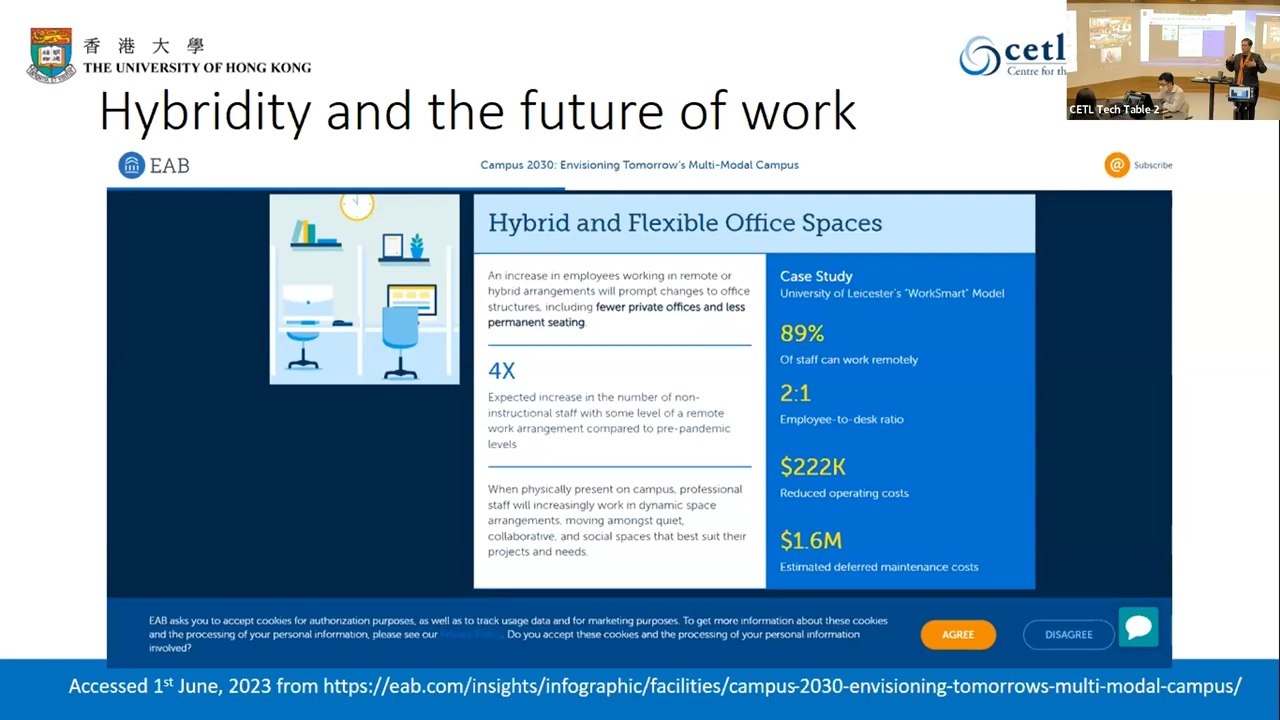 香港大學
THE UNIVERSITY OF HONG KONG
cetl
Centre for th
CETL Tech Table 2
Hybridity and the future of work
EAB
Campus 2030: Envisioning Tomorrow's Multi-Modal Campus
@ Subscribe
Hybrid and Flexible Office Spaces
An increase in employees working in remote or
hybrid arrangements will prompt changes to office
structures, including fewer private offices and less
permanent seating.
4X
Expected increase in the number of non-
instructional staff with some level of a remote
work arrangement compared to pre-pandemic
levels
When physically present on campus, professional
staff will increasingly work in dynamic space
arrangements, moving amongst quiet,
collaborative, and social spaces that best suit their
projects and needs.
Case Study
University of Leicester's "WorkSmart" Model
89%
Of staff can work remotely
2:1
Employee-to-desk ratio
$222K
Reduced operating costs
$1.6M
Estimated deferred maintenance costs
EAB asks you to accept cookies for authorization purposes, as well as to track usage data and for marketing purposes. To get more information about these cookies
and the processing of your personal information, please see our Privacy Policy. Do you accept these cookies and the processing of your personal information
involved?
AGREE
DISAGREE
Accessed 1st June, 2023 from https://eab.com/insights/infographic/facilities/campus-2030-envisioning-tomorrows-multi-modal-campus/